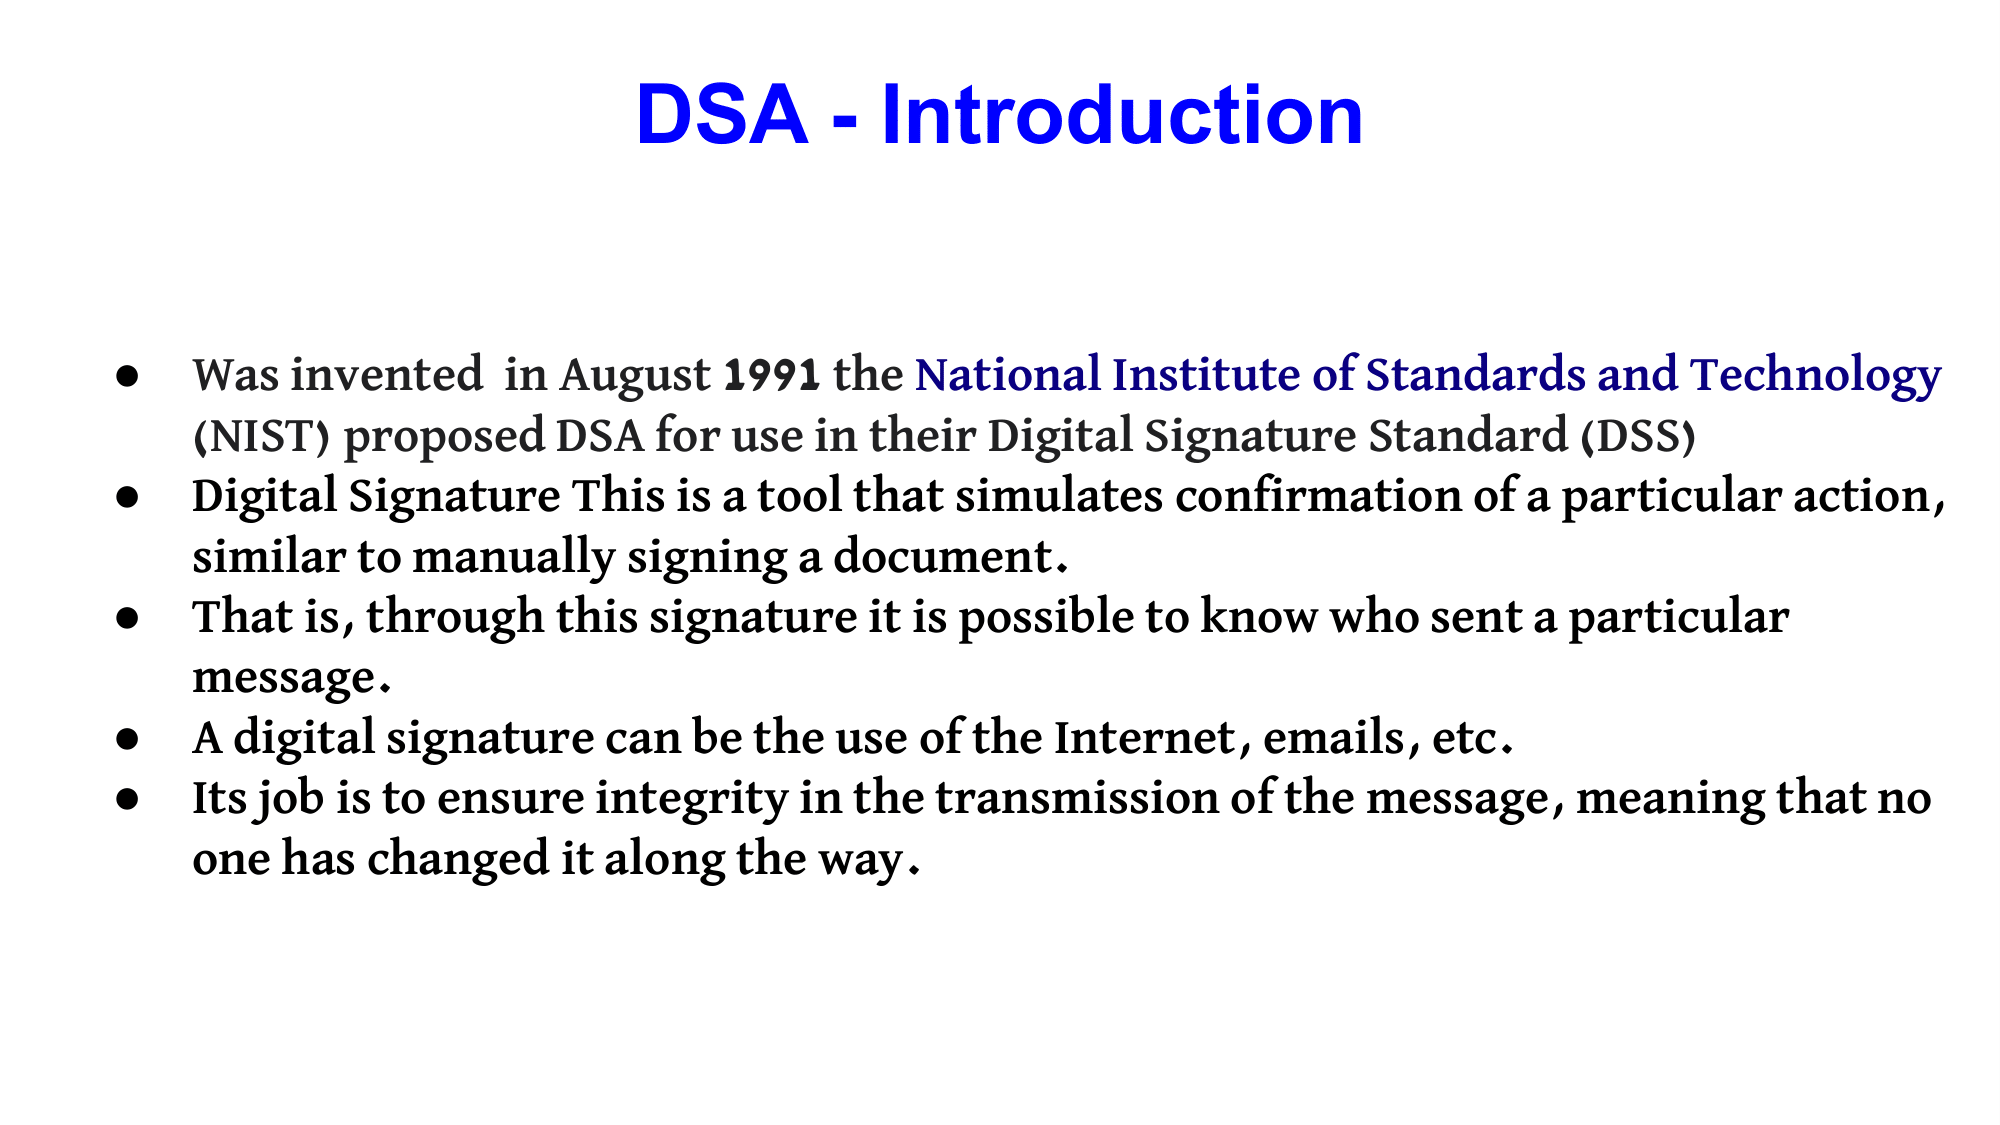 DSA - Introduction
● Was invented  in August 1991 the National Institute of Standards and Technology
(NIST) proposed DSA for use in their Digital Signature Standard (DSS)
● Digital Signature This is a tool that simulates confirmation of a particular action,
similar to manually signing a document.
● That is, through this signature it is possible to know who sent a particular
message.
● A digital signature can be the use of the Internet, emails, etc.
● Its job is to ensure integrity in the transmission of the message, meaning that no
one has changed it along the way.